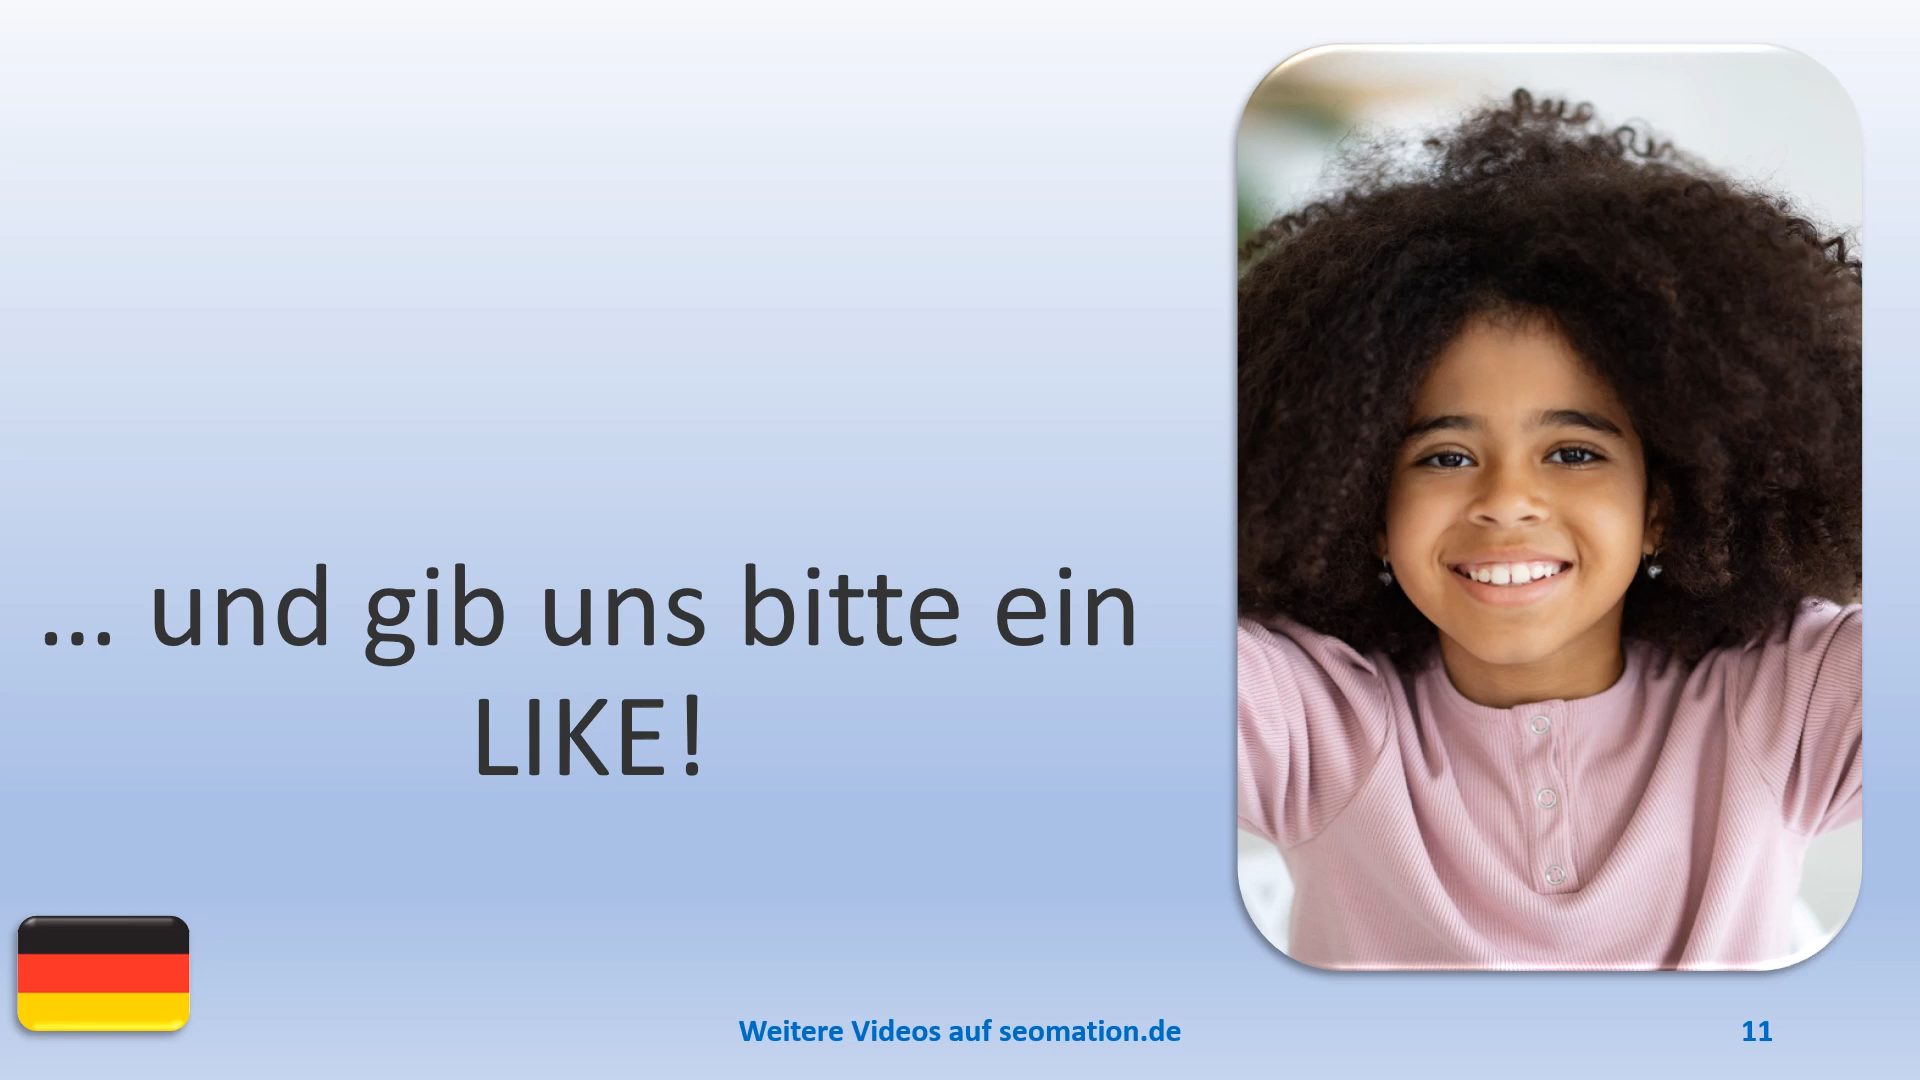 ... und gib uns bitte ein
LIKE!
Weitere Videos auf seomation.de
11